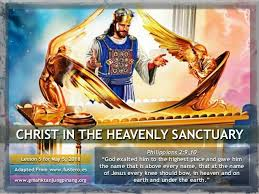 CHRIST IN THE HEAVENLY SANCTUARY
Lesson 5 for May 5, 2018
Adapted From www.fustero.es
www.gmahktanjungpinang.org
Philippians 2:9,10
“God exalted him to the highest place and gave him
the name that is above every name, that at the name
of Jesus every knee should bow, in heaven and on
earth and under the earth.”